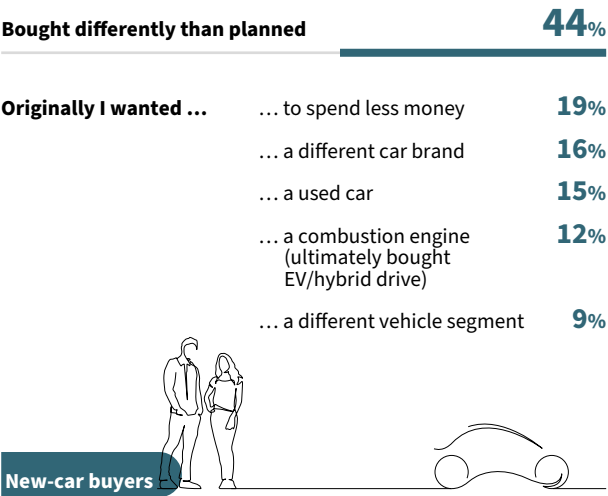 Bought differently than planned 44%
Originally I wanted … … to spend less money 19%
… a different car brand 16%
… a used car 15%
… a combustion engine 12%
(ultimately bought
EV/hybrid drive)
… a different vehicle segment 9%
New-car buyers